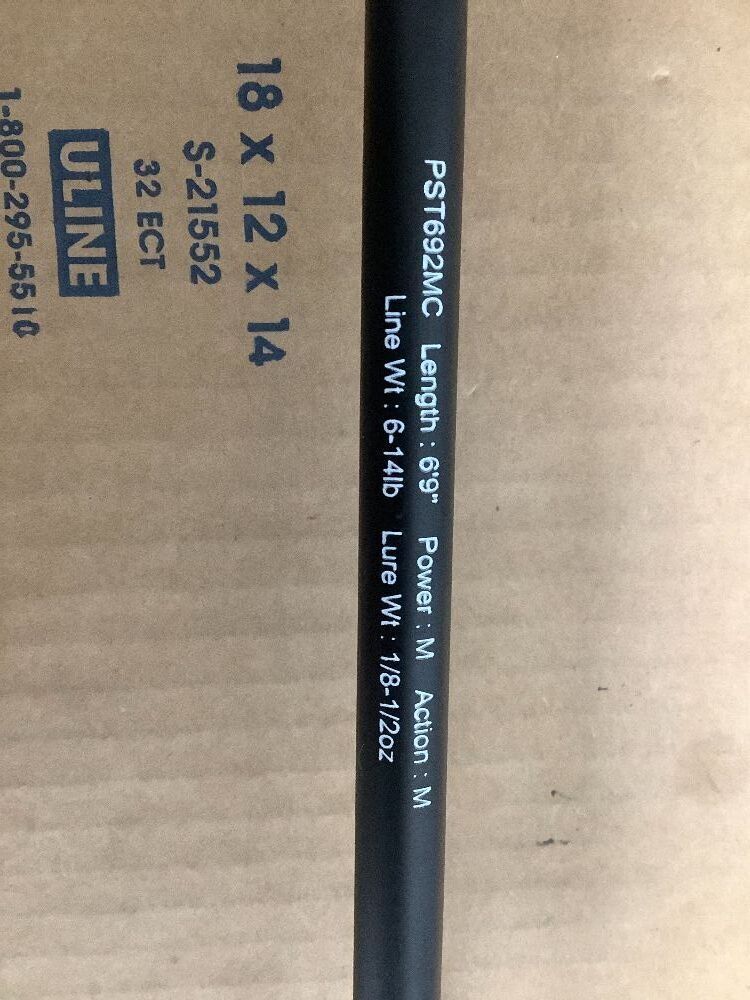 PST692MC Length : 6'9" Power : M Action : M
Line Wt : 6-14lb Lure Wt : 1/8-1/2oz
18 x 12 x 14
S-21552
32 ECT
ULINE
1-800-295-5510